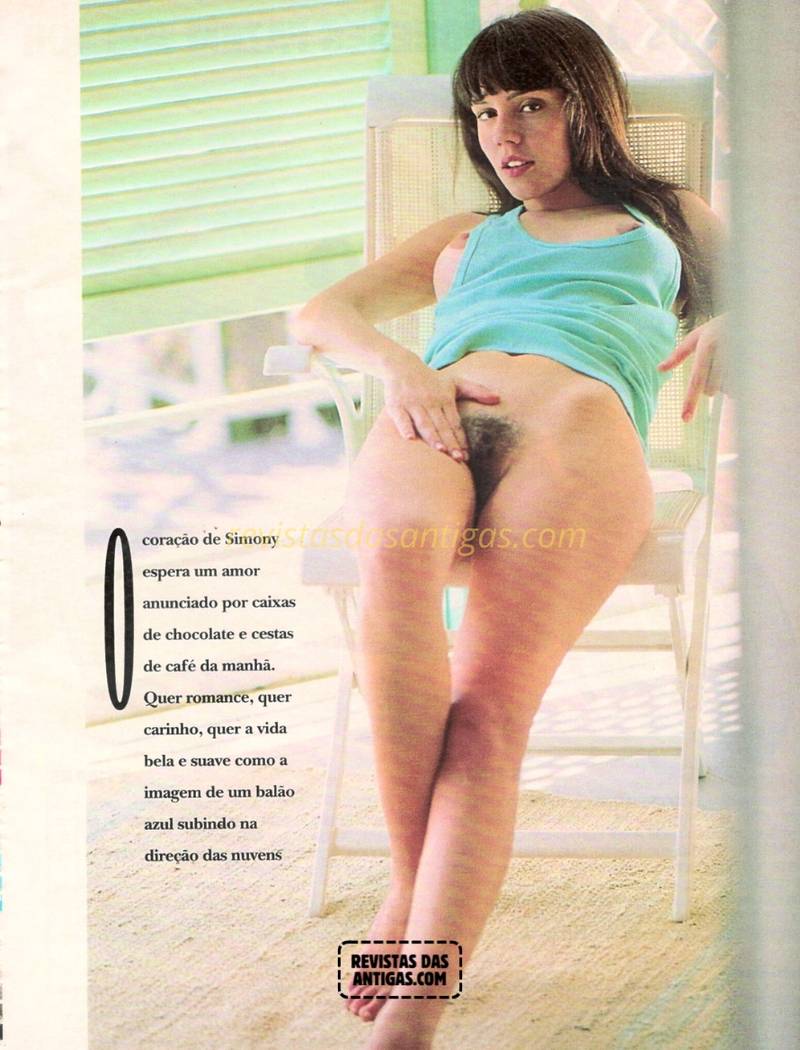 revistasdasantigas.com
O coração de Simony
espera um amor
anunciado por caixas
de chocolate e cestas
de café da manhã.
Quer romance, quer
carinho, quer a vida
bela e suave como a
imagem de um balão
azul subindo na
direção das nuvens
REVISTAS DAS
ANTIGAS.COM